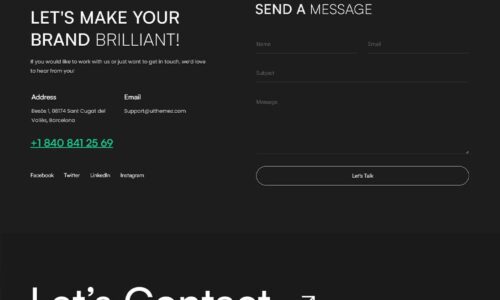 LET'S MAKE YOUR
BRAND BRILLIANT!
If you would like to work with us or just want to get in touch, we'd love
to hear from you!
Address
Besòs 1, 08174 Sant Cugat del
Vallès, Barcelona
Email
Support@uithemez.com
+1 840 841 25 69
Facebook Twitter LinkedIn Instagram
SEND A MESSAGE
Name Email
Subject
Message
Let's Talk
Let's Contact